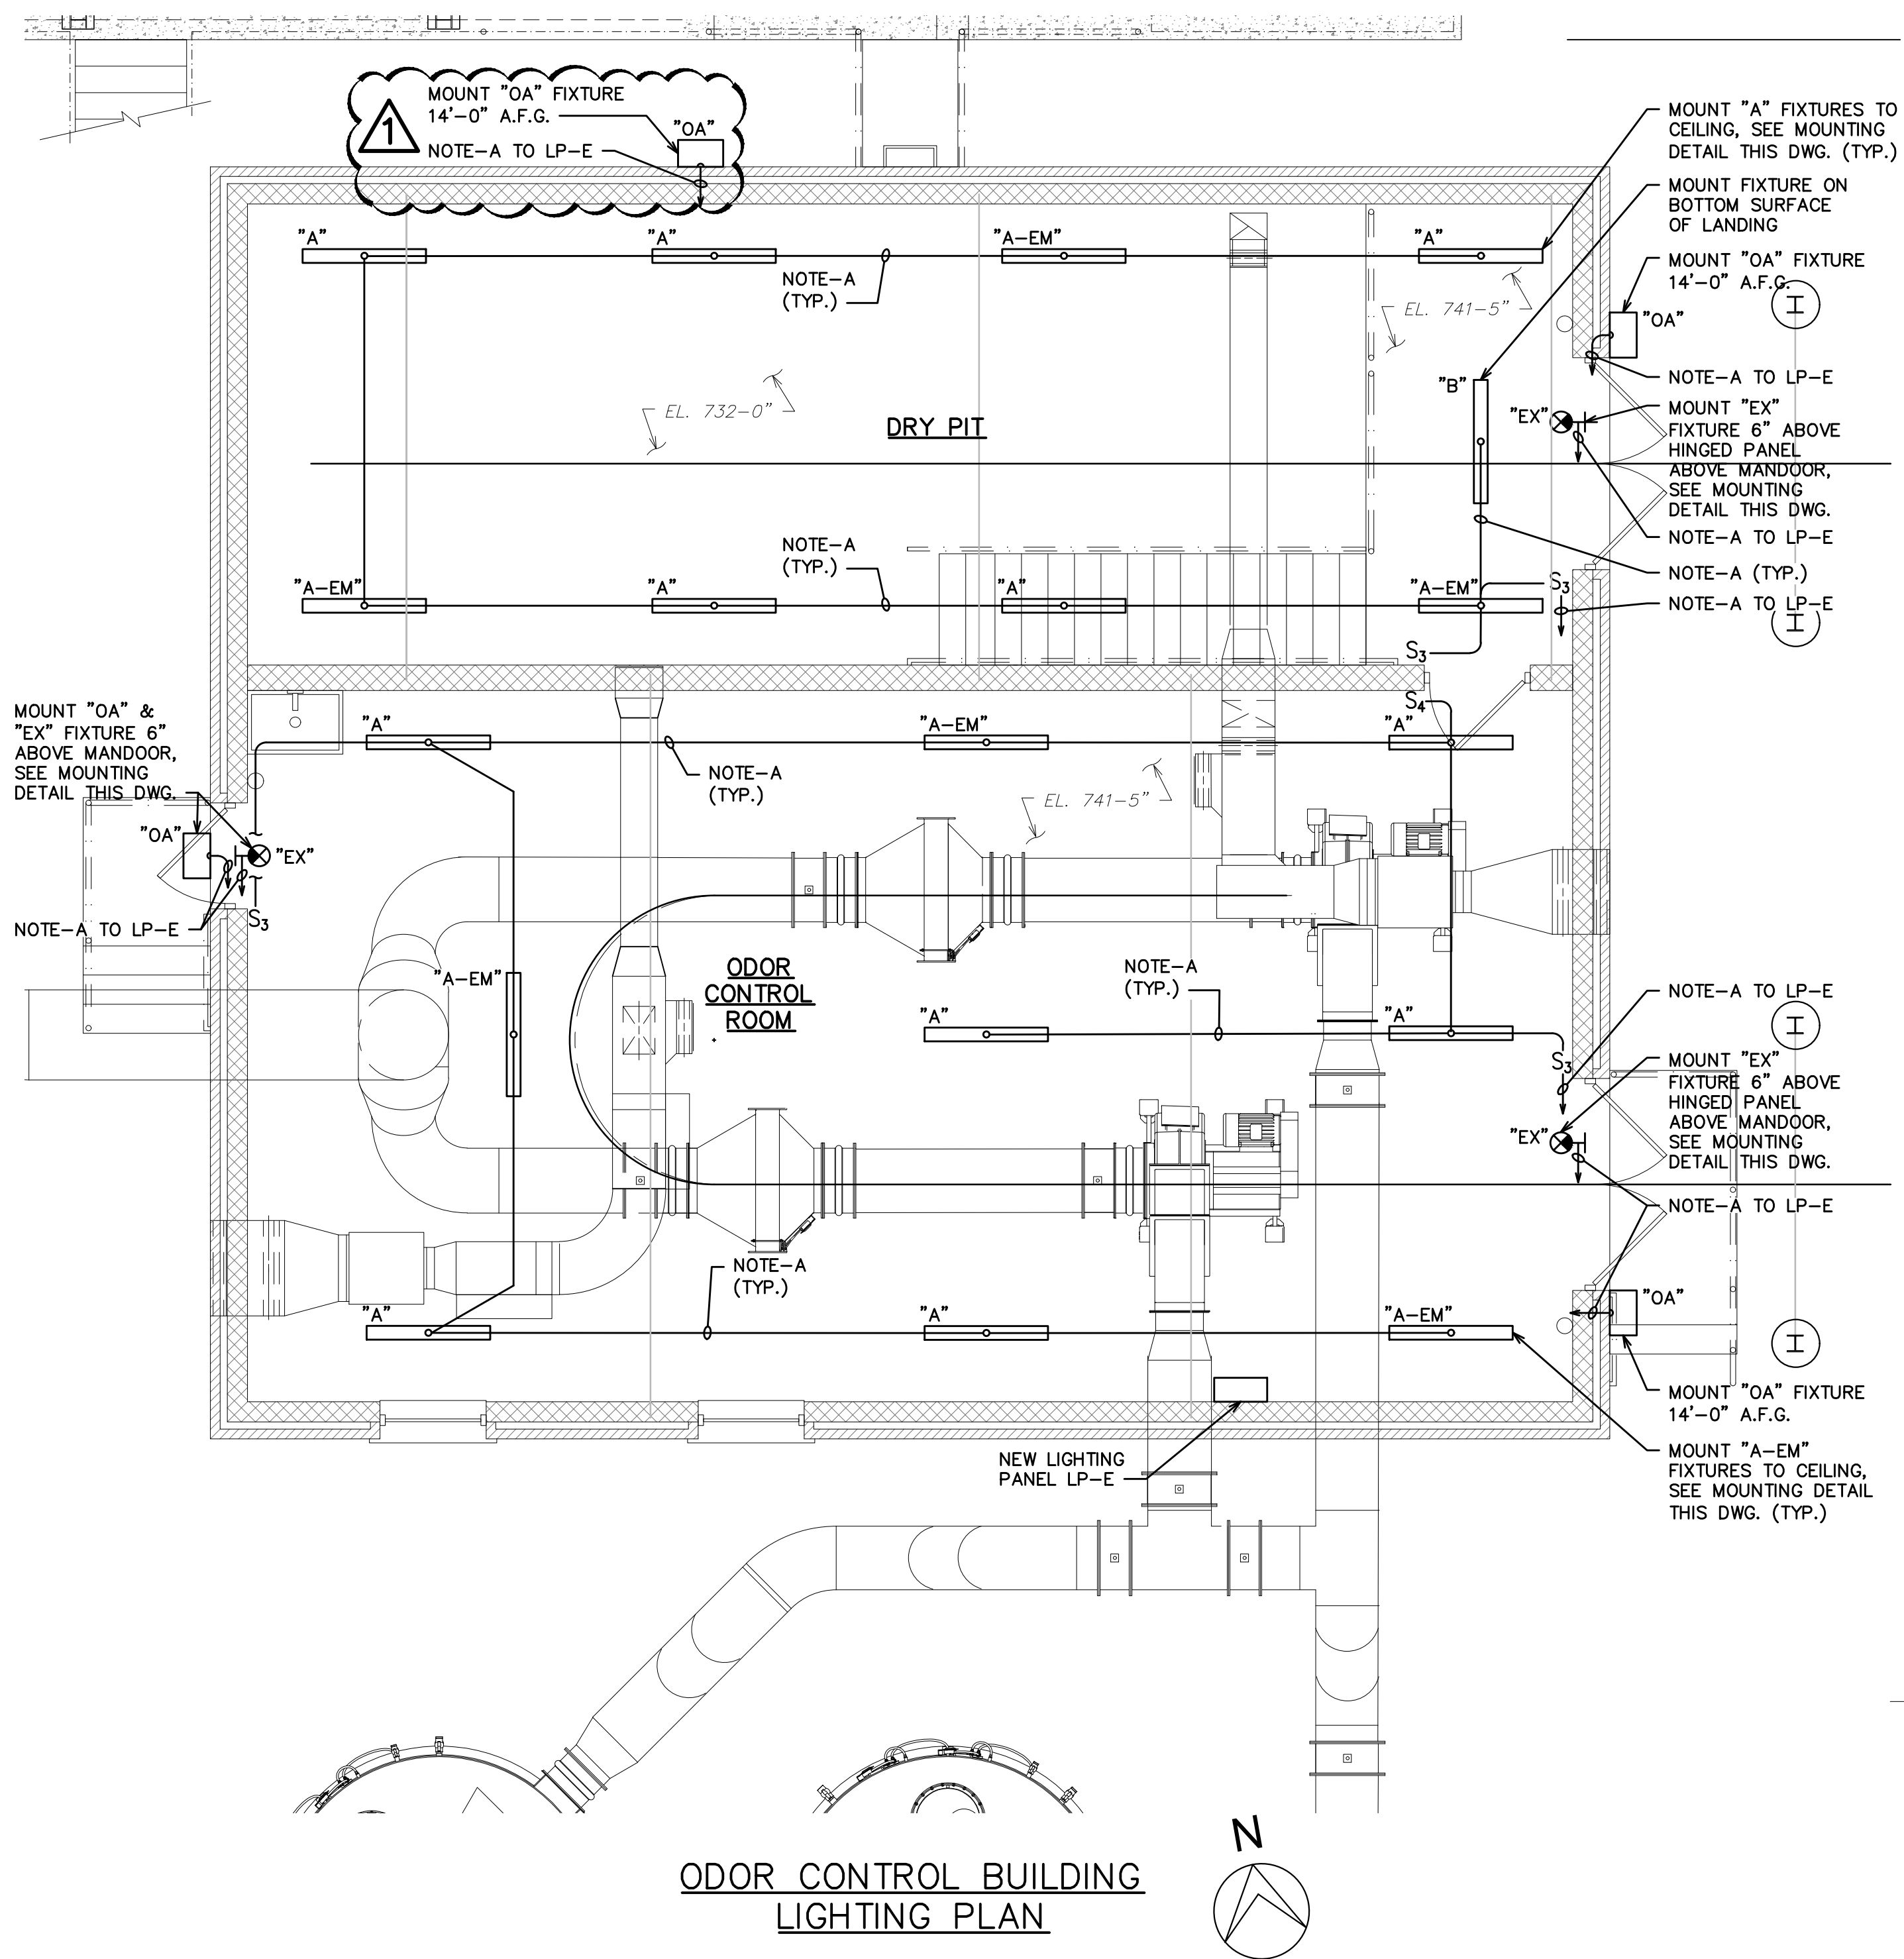 MOUNT "OA" FIXTURE
14'-0" A.F.G.
1
"OA"
NOTE-A TO LP-E
MOUNT "A" FIXTURES TO
CEILING, SEE MOUNTING
DETAIL THIS DWG. (TYP.)
MOUNT FIXTURE ON
BOTTOM SURFACE
OF LANDING
"A"
"A"
"A-EM"
"A"
NOTE-A
(TYP.)
MOUNT "OA" FIXTURE
14'-0" A.F.G.
I
"OA"
EL. 741-5"
NOTE-A TO LP-E
"B"
EL. 732-0"
DRY PIT
"EX"
MOUNT "EX"
FIXTURE 6" ABOVE
HINGED PANEL
ABOVE MANDOOR,
SEE MOUNTING
DETAIL THIS DWG.
NOTE-A TO LP-E
NOTE-A
(TYP.)
NOTE-A (TYP.)
"A-EM"
"A"
"A"
"A-EM"
S3
NOTE-A TO LP-E
I
S3
S4
MOUNT "OA" &
"EX" FIXTURE 6"
ABOVE MANDOOR,
SEE MOUNTING
DETAIL THIS DWG.
"A"
"A-EM"
"A"
NOTE-A
(TYP.)
EL. 741-5"
"OA"
"EX"
S3
NOTE-A TO LP-E
"A-EM"
ODOR
CONTROL
ROOM
NOTE-A
(TYP.)
"A"
"A"
S3
NOTE-A TO LP-E
I
MOUNT "EX"
FIXTURE 6" ABOVE
HINGED PANEL
ABOVE MANDOOR,
SEE MOUNTING
DETAIL THIS DWG.
"EX"
NOTE-A TO LP-E
NOTE-A
(TYP.)
"A"
"A"
"A-EM"
"OA"
I
MOUNT "OA" FIXTURE
14'-0" A.F.G.
NEW LIGHTING
PANEL LP-E
MOUNT "A-EM"
FIXTURES TO CEILING,
SEE MOUNTING DETAIL
THIS DWG. (TYP.)
N
ODOR CONTROL BUILDING
LIGHTING PLAN